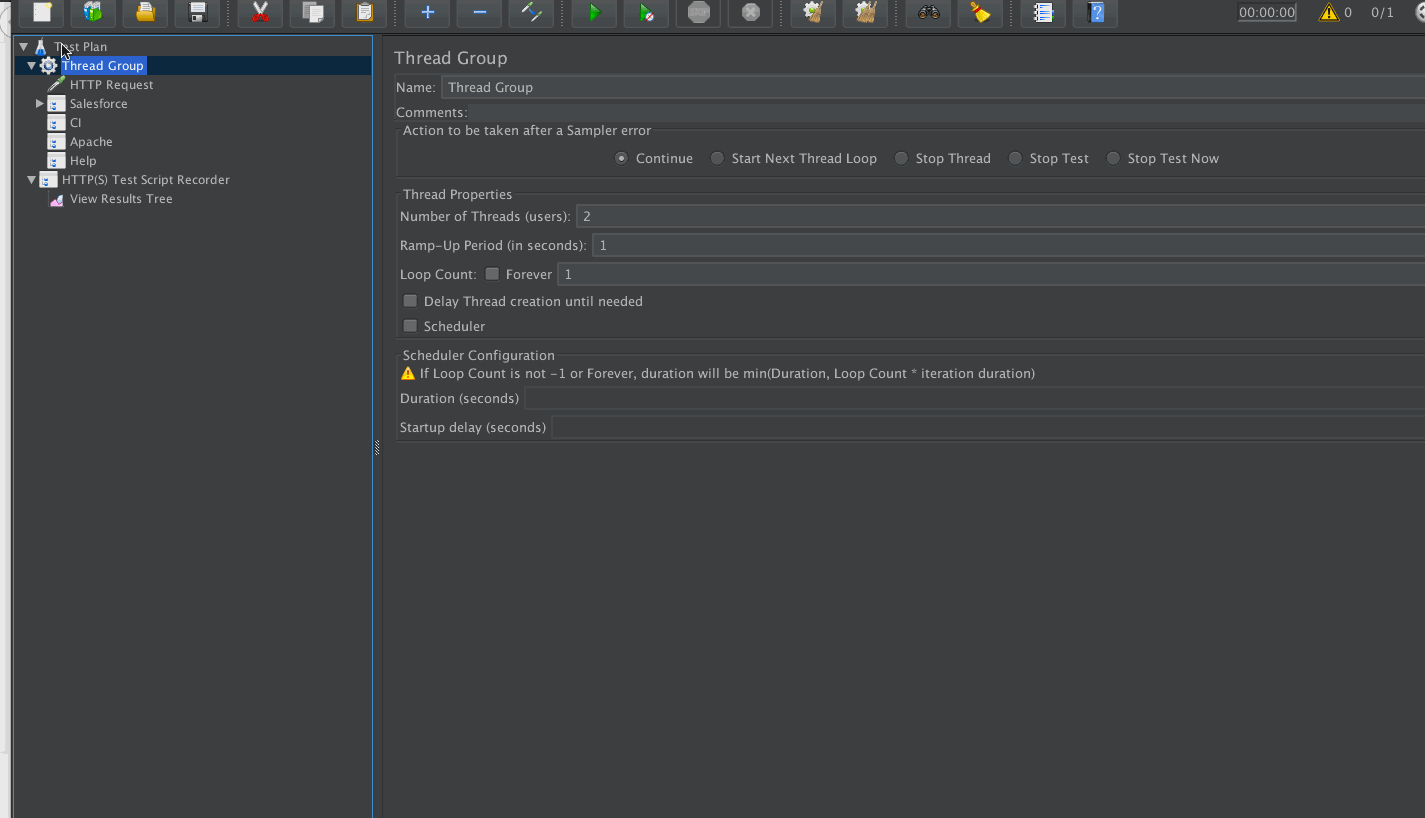 00:00:00 0 0/1
Test Plan
Thread Group
HTTP Request
Salesforce
CI
Apache
Help
HTTP(S) Test Script Recorder
View Results Tree
Thread Group
Name: Thread Group
Comments:
Action to be taken after a Sampler error
Continue Start Next Thread Loop Stop Thread Stop Test Stop Test Now
Thread Properties
Number of Threads (users): 2
Ramp-Up Period (in seconds): 1
Loop Count: Forever 1
Delay Thread creation until needed
Scheduler
Scheduler Configuration
If Loop Count is not -1 or Forever, duration will be min(Duration, Loop Count * iteration duration)
Duration (seconds)
Startup delay (seconds)